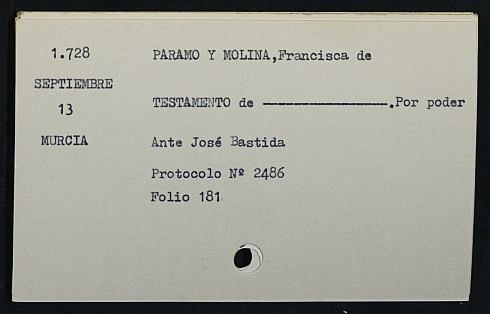 1.728 PARAMO Y MOLINA,Francisca de
SEPTIEMBRE
13 TESTAMENTO de ----------------.Por poder
MURCIA Ante José Bastida
Protocolo Nº 2486
Folio 181